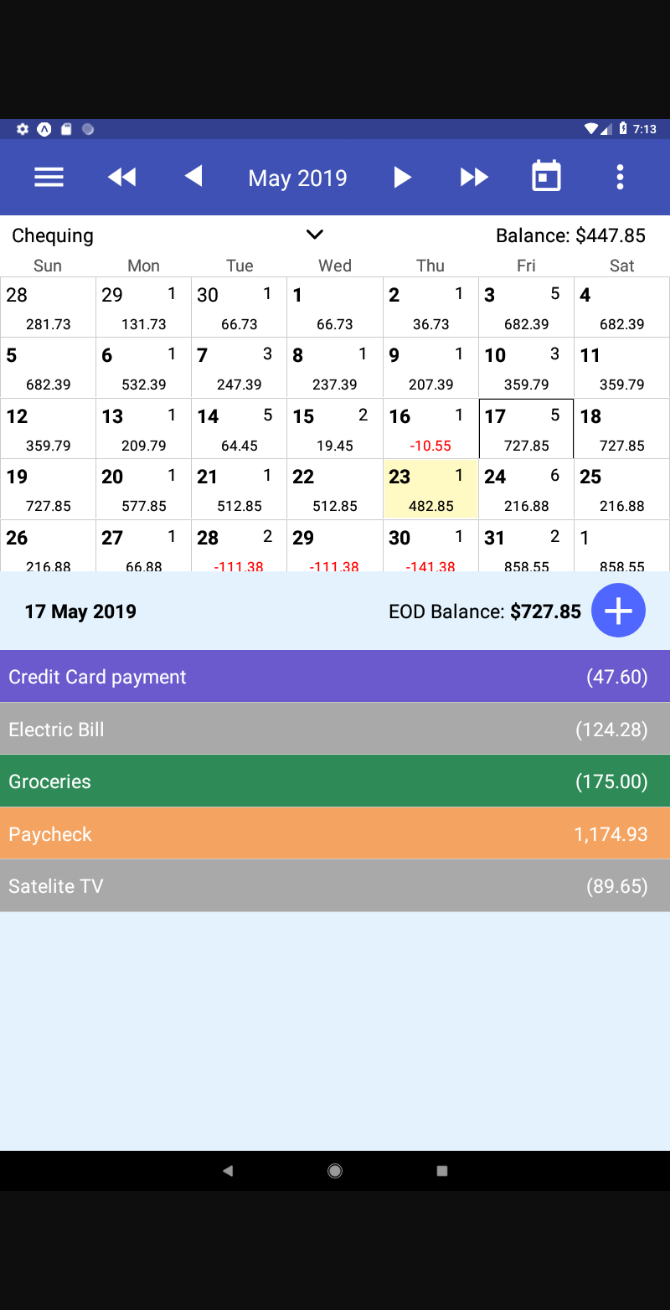 7:13
May 2019
Chequing Balance: $447.85
Sun Mon Tue Wed Thu Fri Sat
28 29 1 30 1 1 2 1 3 5 4
281.73 131.73 66.73 66.73 36.73 682.39 682.39
5 6 1 7 3 8 1 9 1 10 3 11
682.39 532.39 247.39 237.39 207.39 359.79 359.79
12 13 1 14 5 15 2 16 1 17 5 18
359.79 209.79 64.45 19.45 -10.55 727.85 727.85
19 20 1 21 1 22 23 1 24 6 25
727.85 577.85 512.85 512.85 482.85 216.88 216.88
26 27 1 28 2 29 30 1 31 2 1
216.88 66.88 -111.38 -111.38 -141.38 858.55 858.55
17 May 2019 EOD Balance: $727.85
Credit Card payment (47.60)
Electric Bill (124.28)
Groceries (175.00)
Paycheck 1,174.93
Satelite TV (89.65)